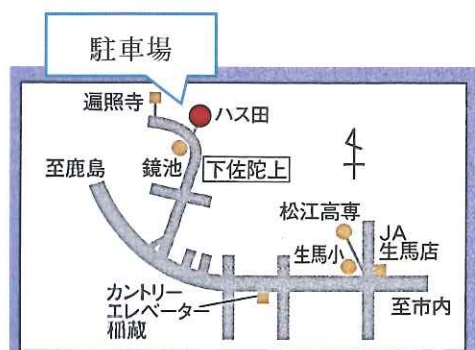 駐車場
遍照寺
ハス田
至鹿島
鏡池
下佐陀上
松江高専
JA
生馬店
生馬小
カントリー
エレベーター
稲蔵
至市内